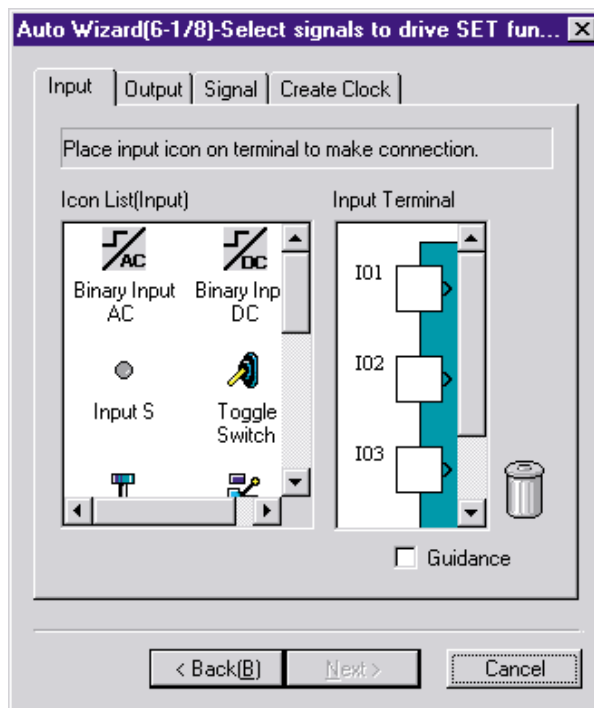 Auto Wizard(6-1/8)-Select signals to drive SET fun...
Input
Output
Signal
Create Clock
Place input icon on terminal to make connection.
Icon List(Input)
Input Terminal
AC
DC
Binary Input
AC
Binary Inp
DC
Input S
Toggle
Switch
I01
I02
I03
Guidance
< Back(B)
Next >
Cancel